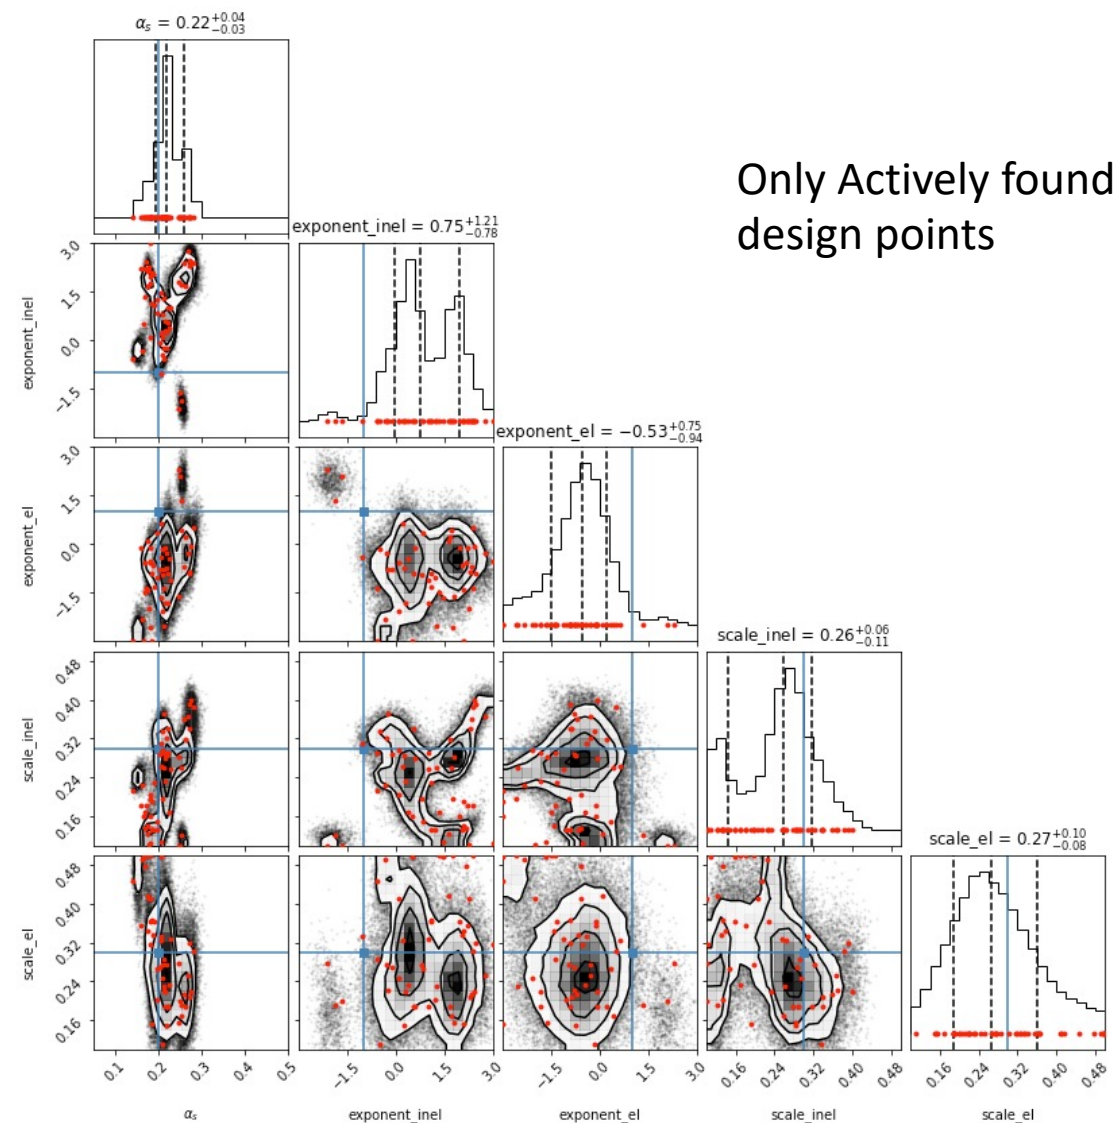 α_s = 0.22^{+0.04}_{−0.03}
Only Actively found
design points
exponent_inel = 0.75^{+1.21}_{−0.78}
3.0
1.5
0.0
−1.5
exponent_inel
exponent_el = −0.53^{+0.75}_{−0.94}
3.0
1.5
0.0
−1.5
exponent_el
scale_inel = 0.26^{+0.06}_{−0.11}
0.48
0.40
0.32
0.24
0.16
scale_inel
scale_el = 0.27^{+0.10}_{−0.08}
0.48
0.40
0.32
0.24
0.16
scale_el
0.1 0.2 0.3 0.4 0.5 −1.5 0.0 1.5 3.0 −1.5 0.0 1.5 3.0 0.16 0.24 0.32 0.40 0.48 0.16 0.24 0.32 0.40 0.48
α_s exponent_inel exponent_el scale_inel scale_el